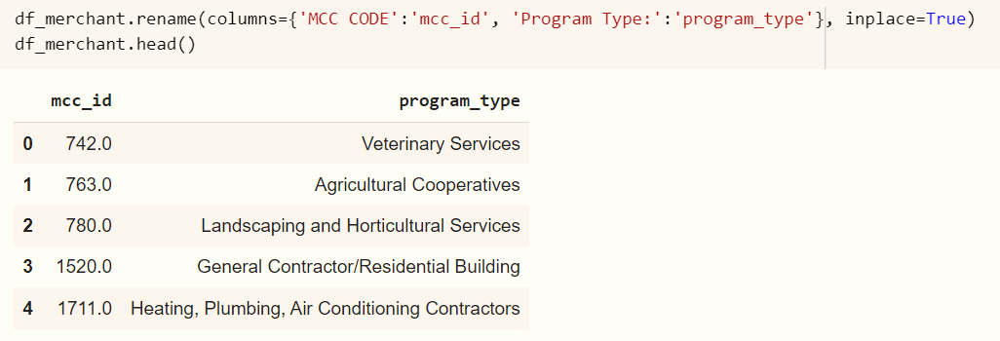 df_merchant.rename(columns={'MCC CODE':'mcc_id', 'Program Type:':'program_type'}, inplace=True)
df_merchant.head()
mcc_id program_type
0 742.0 Veterinary Services
1 763.0 Agricultural Cooperatives
2 780.0 Landscaping and Horticultural Services
3 1520.0 General Contractor/Residential Building
4 1711.0 Heating, Plumbing, Air Conditioning Contractors